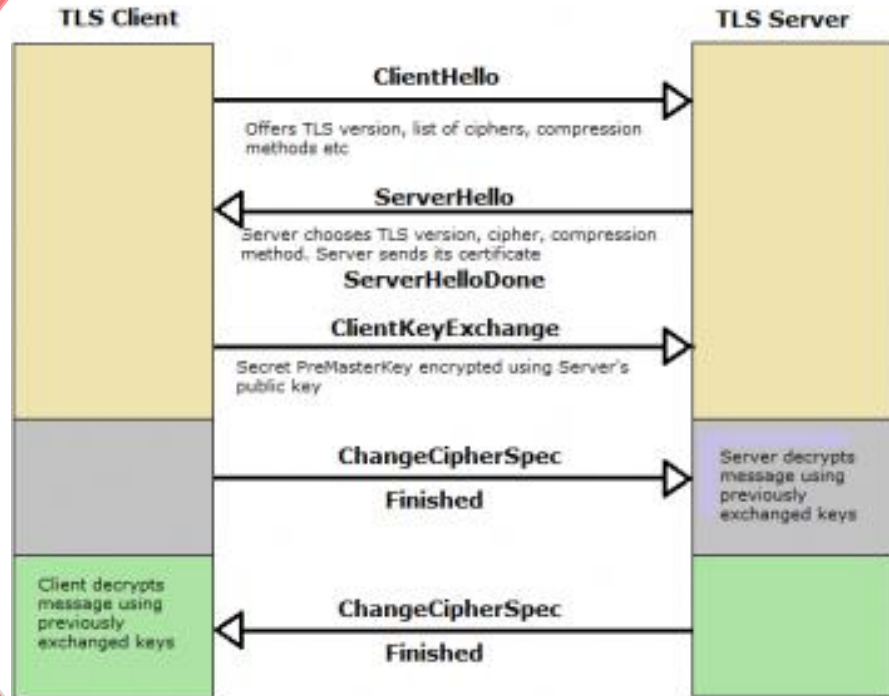 TLS Client
TLS Server
ClientHello
Offers TLS version, list of ciphers, compression
methods etc
ServerHello
Server chooses TLS version, cipher, compression
method. Server sends its certificate
ServerHelloDone
ClientKeyExchange
Secret PreMasterKey encrypted using Server's
public key
ChangeCipherSpec
Finished
Server decrypts
message using
previously
exchanged keys
Client decrypts
message using
previously
exchanged keys
ChangeCipherSpec
Finished